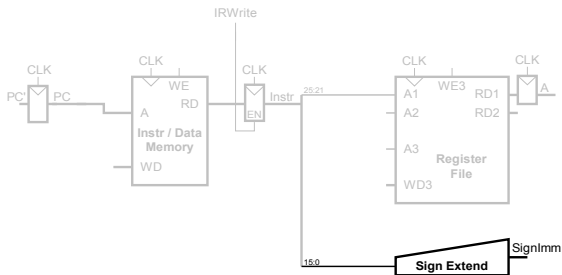 IRWrite
CLK CLK CLK CLK CLK
PC' PC
WE
A RD
Instr / Data
Memory
WD
EN
Instr
25:21
WE3
A1 RD1
A
A2 RD2
A3
Register
File
WD3
15:0
SignImm
Sign Extend